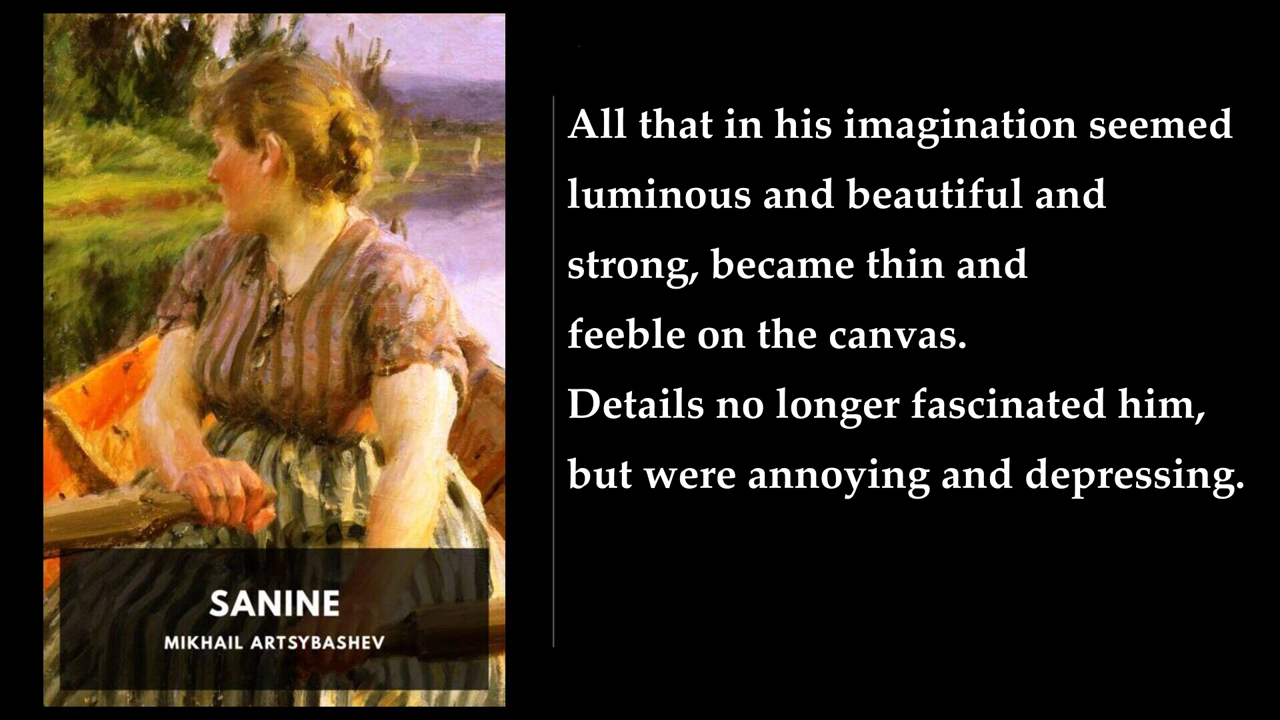 SANINE
MIKHAIL ARTSYBASHEV
All that in his imagination seemed
luminous and beautiful and
strong, became thin and
feeble on the canvas.
Details no longer fascinated him,
but were annoying and depressing.